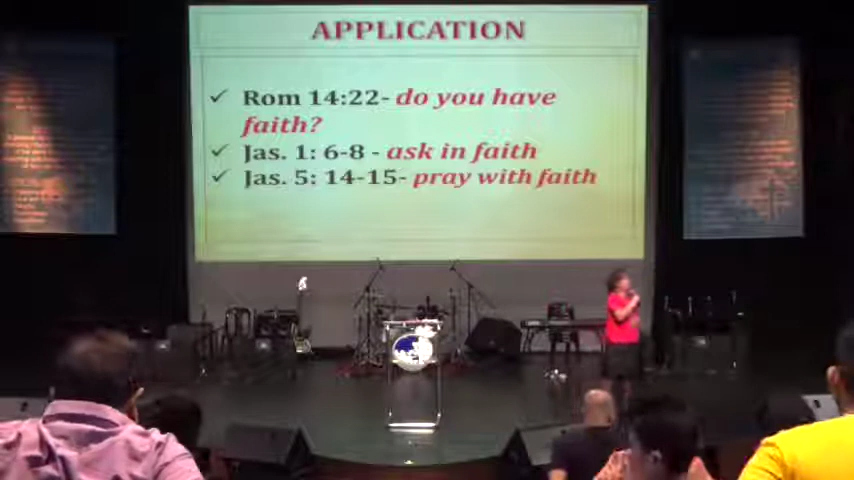 APPLICATION
✓ Rom 14:22- do you have
faith?
✓ Jas. 1: 6-8 - ask in faith
✓ Jas. 5: 14-15- pray with faith